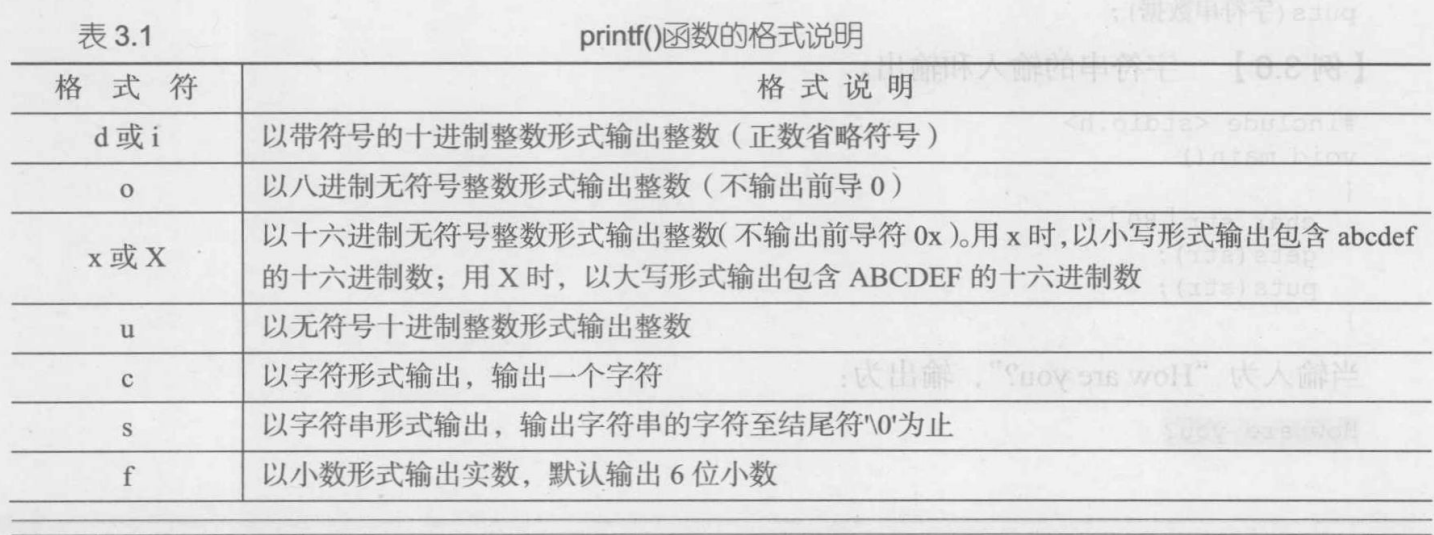 表 3.1 printf()函数的格式说明
格 式 符 格 式 说 明
d 或 i 以带符号的十进制整数形式输出整数（正数省略符号）
o 以八进制无符号整数形式输出整数（不输出前导 0）
x 或 X 以十六进制无符号整数形式输出整数（不输出前导符 0x）。用 x 时，以小写形式输出包含 abcdef
的十六进制数；用 X 时，以大写形式输出包含 ABCDEF 的十六进制数
u 以无符号十进制整数形式输出整数
c 以字符形式输出，输出一个字符
s 以字符串形式输出，输出字符串的字符至结尾符'\0'为止
f 以小数形式输出实数，默认输出 6 位小数